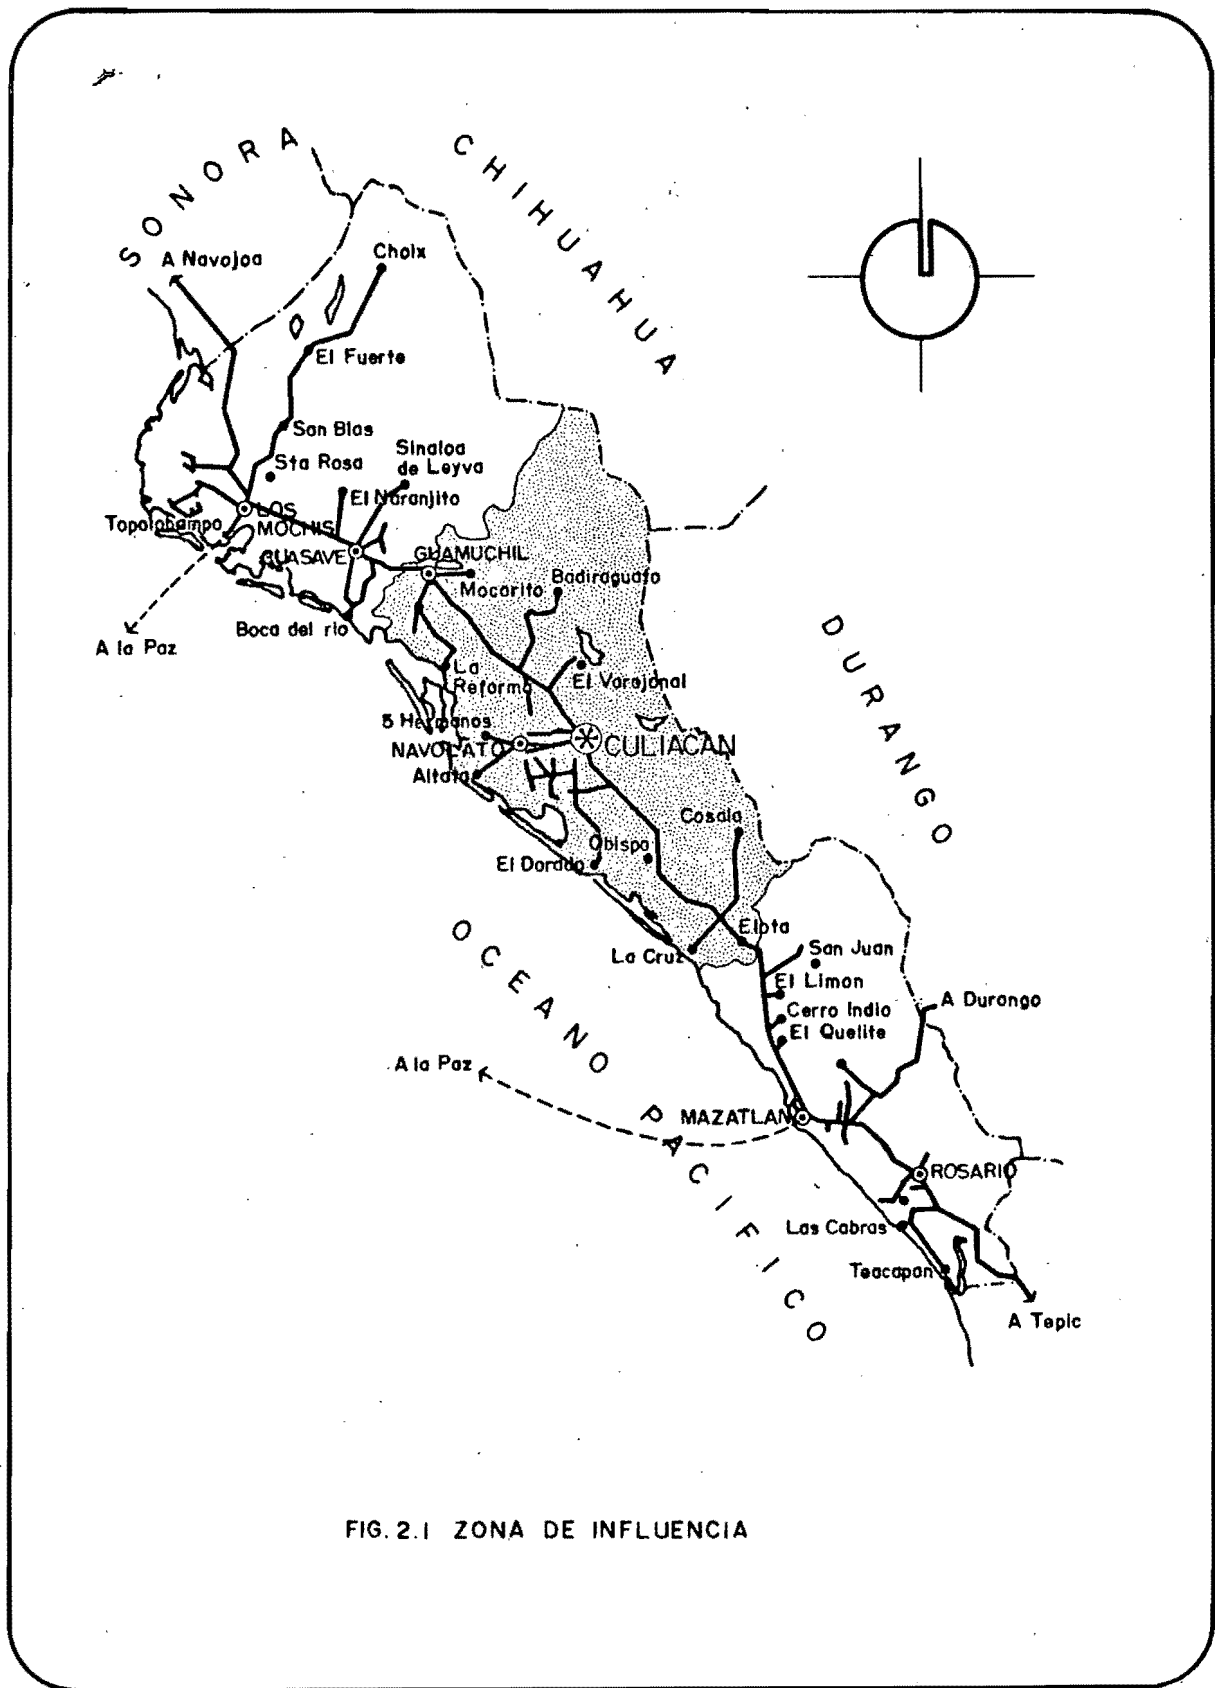 SONORA
CHIHUAHUA
A Navojoa
Choix
El Fuerte
San Blas
Sta Rosa
Sinaloa
de Leyva
El Naranjito
LOS
MOCHIS
Topolobampo
GUASAVE
GUAMUCHIL
Mocorito
Badiraguato
Boca del rio
A la Paz
DURANGO
La
Reforma
El Varejonal
5 Hermanos
NAVOLATO
CULIACAN
Altata
Cosala
Obispo
El Dorado
OCEANO PACIFICO
Elota
La Cruz
San Juan
El Limon
Cerro Indio
El Quelite
A Durango
A la Paz
MAZATLAN
ROSARIO
Las Cabras
Teacapan
A Tepic
FIG. 2.1 ZONA DE INFLUENCIA